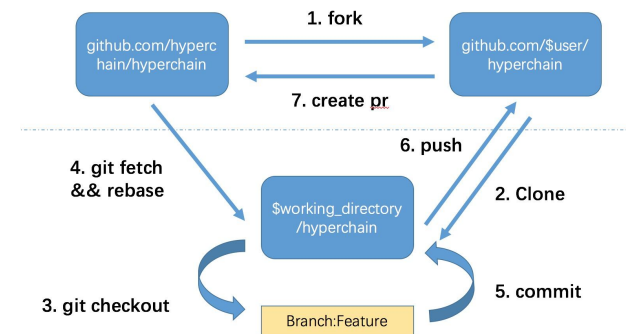 1. fork
github.com/hyperc
hain/hyperchain
github.com/$user/
hyperchain
7. create pr
6. push
4. git fetch
&& rebase
2. Clone
$working_directory
/hyperchain
3. git checkout
5. commit
Branch:Feature